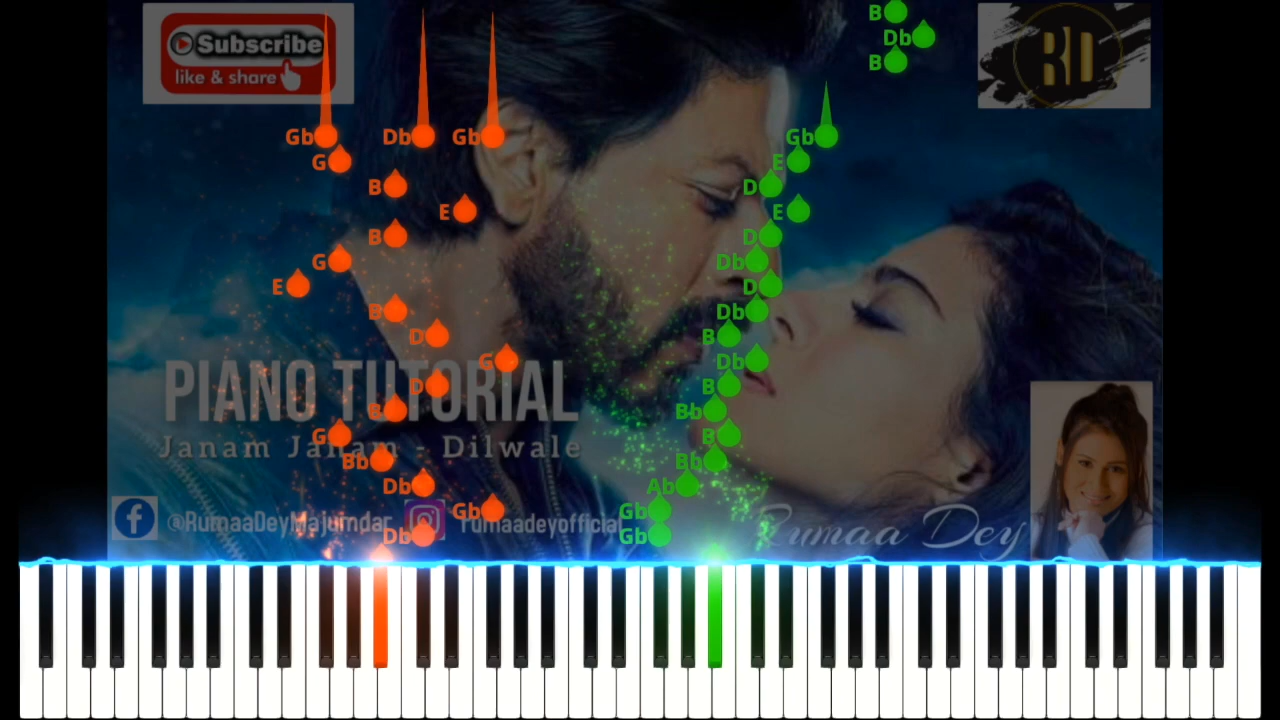 Subscribe
like & share
RD
B
Db
B
Gb Db Gb Gb
G E
B D
E E
B D
G Db
E D
B Db
D B
G Db
D B
B Bb
G B
Bb Bb
Db Ab
Gb Gb
Db Gb
PIANO TUTORIAL
Janam Janam - Dilwale
@RumaaDeyMajumdar
rumaadeyofficial
Rumaa Dey